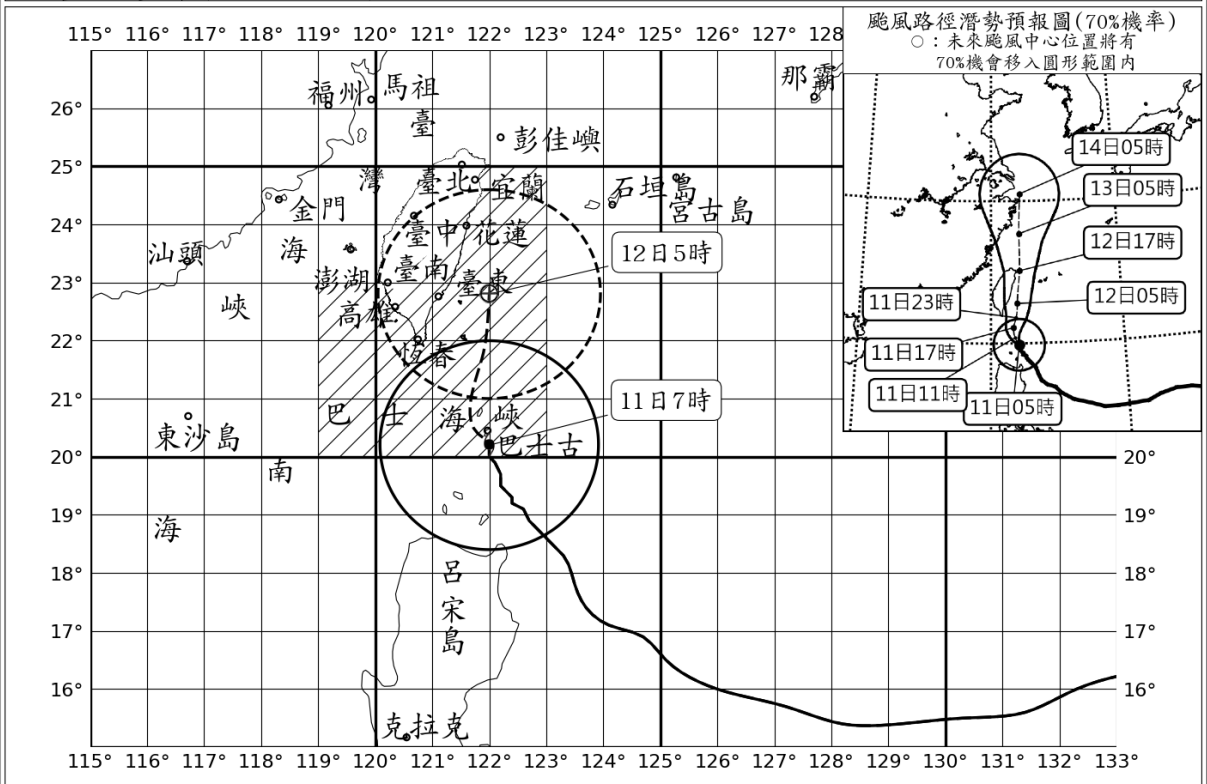 115° 116° 117° 118° 119° 120° 121° 122° 123° 124° 125° 126° 127° 128°
颱風路徑潛勢預報圖(70%機率)
○：未來颱風中心位置將有
70%機會移入圓形範圍內
14日05時
13日05時
12日17時
12日05時
11日23時
11日17時
11日11時
11日05時
那霸
福州
馬祖
26°
臺
彭佳嶼
25°
灣
臺北
宜蘭
石垣島
宮古島
金門
24°
臺中
花蓮
汕頭
海
12日5時
澎湖
臺南
臺東
23°
峽
高雄
22°
恆春
11日7時
21°
巴士海峽
東沙島
巴士古
20° 20°
南
19° 19°
海
18° 18°
呂宋島
17° 17°
16° 16°
克拉克
115° 116° 117° 118° 119° 120° 121° 122° 123° 124° 125° 126° 127° 128° 129° 130° 131° 132° 133°